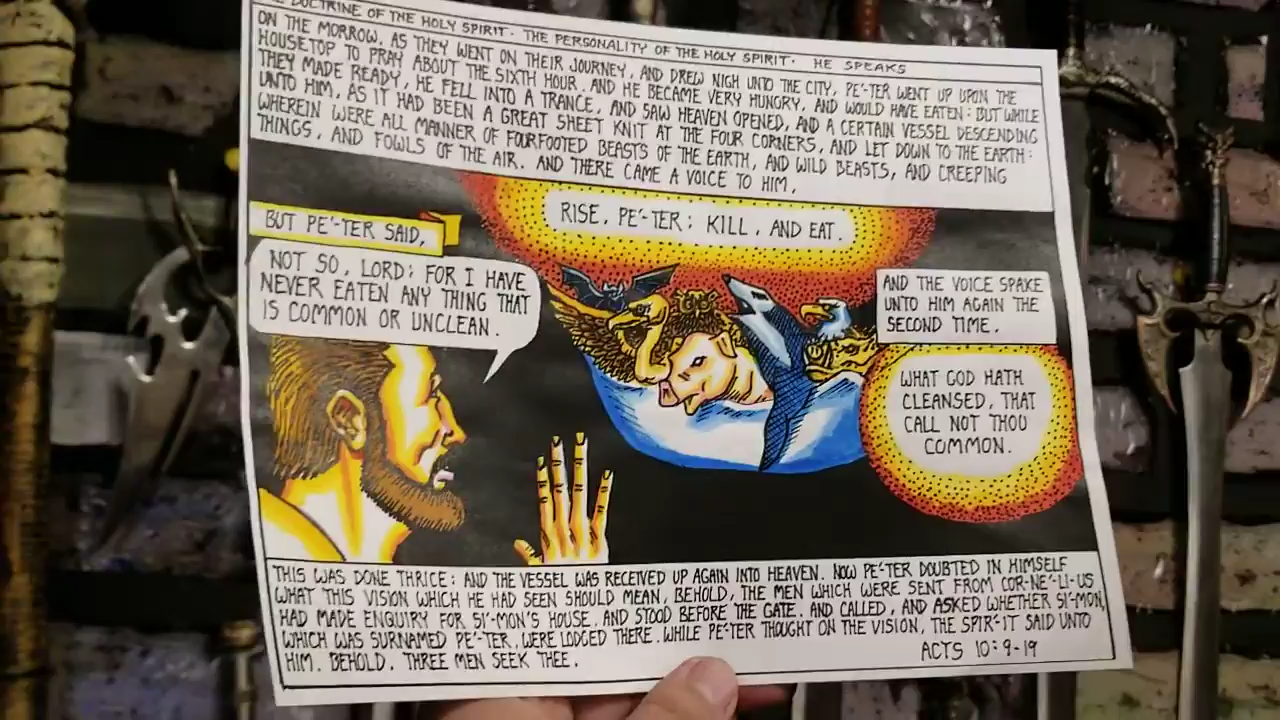 DOCTRINE OF THE HOLY SPIRIT. THE PERSONALITY OF THE HOLY SPIRIT. HE SPEAKS
ON THE MORROW, AS THEY WENT ON THEIR JOURNEY, AND DREW NIGH UNTO THE CITY, PE'-TER WENT UP UPON THE
HOUSETOP TO PRAY ABOUT THE SIXTH HOUR. AND HE BECAME VERY HUNGRY, AND WOULD HAVE EATEN: BUT WHILE
THEY MADE READY, HE FELL INTO A TRANCE, AND SAW HEAVEN OPENED, AND A CERTAIN VESSEL DESCENDING
UNTO HIM, AS IT HAD BEEN A GREAT SHEET KNIT AT THE FOUR CORNERS, AND LET DOWN TO THE EARTH:
WHEREIN WERE ALL MANNER OF FOURFOOTED BEASTS OF THE EARTH, AND WILD BEASTS, AND CREEPING
THINGS, AND FOWLS OF THE AIR. AND THERE CAME A VOICE TO HIM,
RISE, PE'-TER; KILL, AND EAT.
BUT PE'-TER SAID,
NOT SO, LORD; FOR I HAVE
NEVER EATEN ANY THING THAT
IS COMMON OR UNCLEAN.
AND THE VOICE SPAKE
UNTO HIM AGAIN THE
SECOND TIME,
WHAT GOD HATH
CLEANSED, THAT
CALL NOT THOU
COMMON.
THIS WAS DONE THRICE: AND THE VESSEL WAS RECEIVED UP AGAIN INTO HEAVEN. NOW PE'-TER DOUBTED IN HIMSELF
WHAT THIS VISION WHICH HE HAD SEEN SHOULD MEAN, BEHOLD, THE MEN WHICH WERE SENT FROM COR-NE'-LI-US
HAD MADE ENQUIRY FOR SI'-MON'S HOUSE, AND STOOD BEFORE THE GATE. AND CALLED, AND ASKED WHETHER SI'-MON,
WHICH WAS SURNAMED PE'-TER, WERE LODGED THERE. WHILE PE'-TER THOUGHT ON THE VISION, THE SPIR'-IT SAID UNTO
HIM, BEHOLD, THREE MEN SEEK THEE.
ACTS 10:9-19